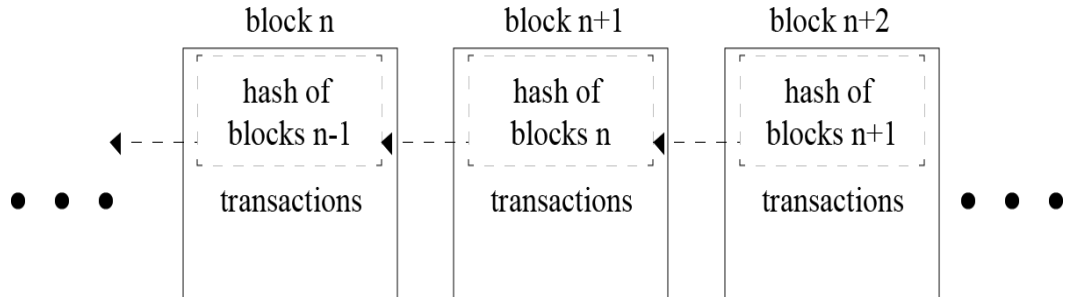 block n
block n+1
block n+2
hash of
blocks n-1
hash of
blocks n
hash of
blocks n+1
transactions
transactions
transactions